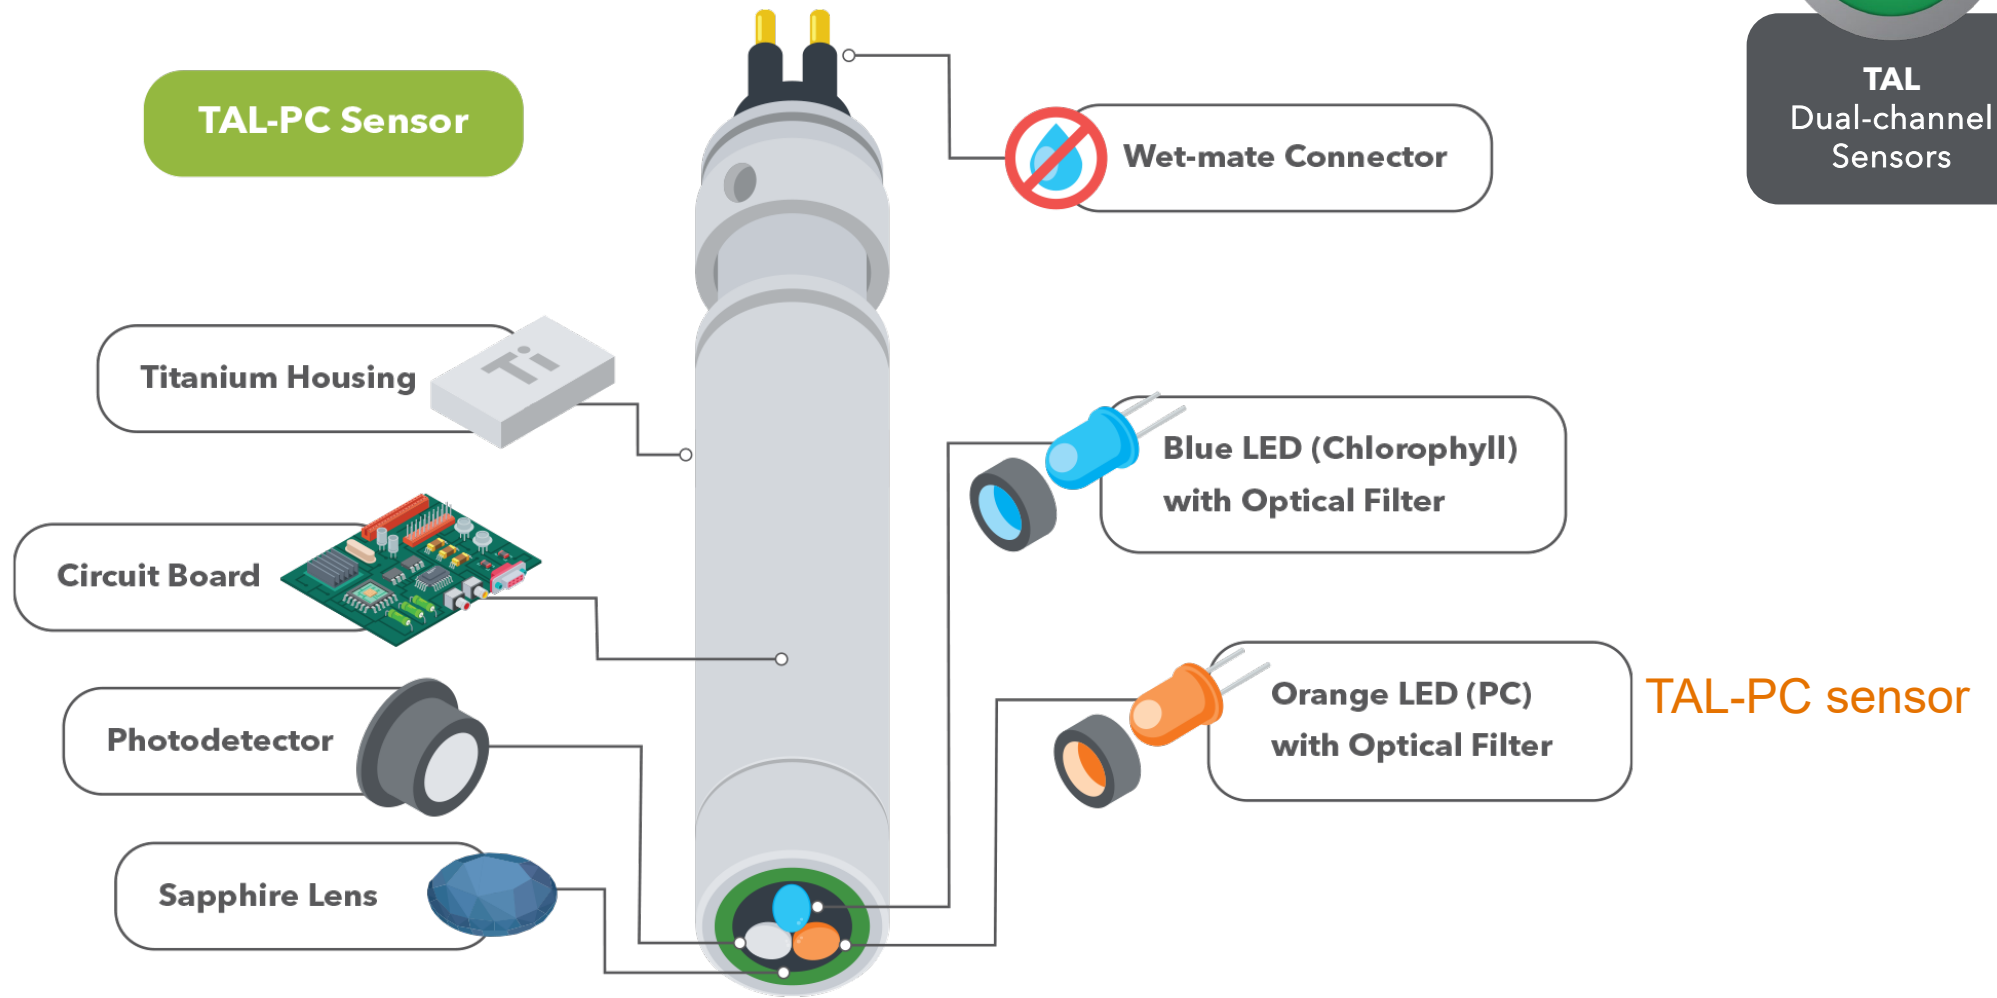 TAL-PC Sensor
TAL
Dual-channel
Sensors
Wet-mate Connector
Ti
Titanium Housing
Blue LED (Chlorophyll)
with Optical Filter
Circuit Board
Orange LED (PC)
with Optical Filter
TAL-PC sensor
Photodetector
Sapphire Lens